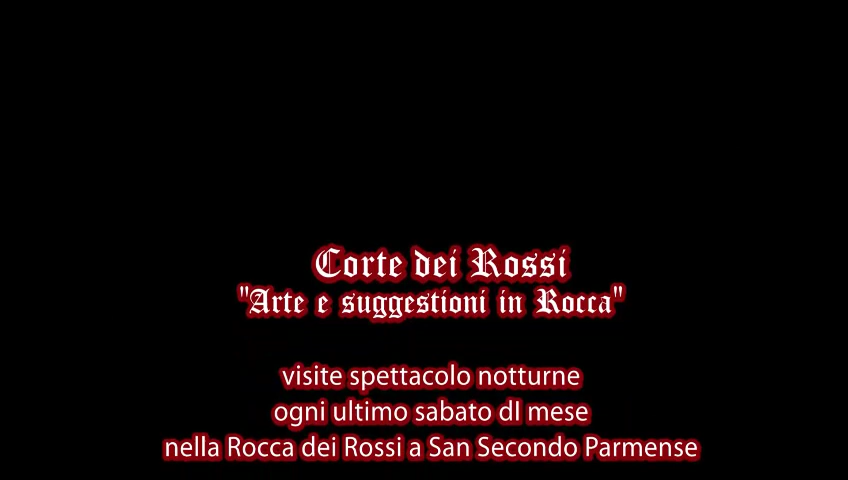 Corte dei Rossi
"Arte e suggestioni in Rocca"
visite spettacolo notturne
ogni ultimo sabato dI mese
nella Rocca dei Rossi a San Secondo Parmense